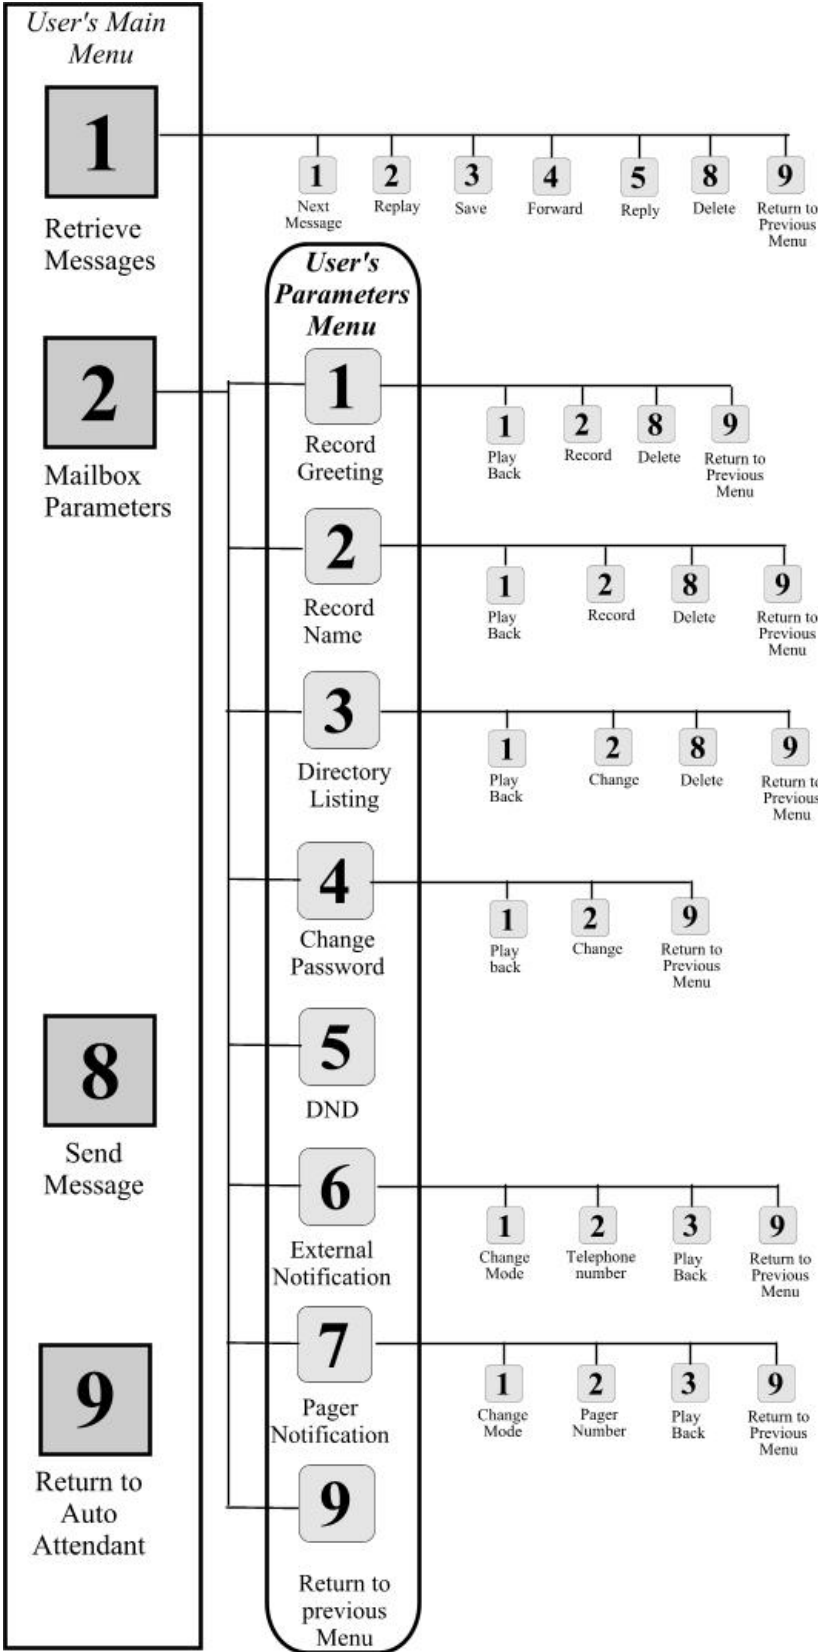 User's Main
Menu
1
Retrieve
Messages
1
Next
Message
2
Replay
3
Save
4
Forward
5
Reply
8
Delete
9
Return to
Previous
Menu
2
Mailbox
Parameters
User's
Parameters
Menu
1
Record
Greeting
1
Play
Back
2
Record
8
Delete
9
Return to
Previous
Menu
2
Record
Name
1
Play
Back
2
Record
8
Delete
9
Return to
Previous
Menu
3
Directory
Listing
1
Play
Back
2
Change
8
Delete
9
Return to
Previous
Menu
4
Change
Password
1
Play
back
2
Change
9
Return to
Previous
Menu
5
DND
6
External
Notification
1
Change
Mode
2
Telephone
number
3
Play
Back
9
Return to
Previous
Menu
7
Pager
Notification
1
Change
Mode
2
Pager
Number
3
Play
Back
9
Return to
Previous
Menu
9
Return to
previous
Menu
8
Send
Message
9
Return to
Auto
Attendant